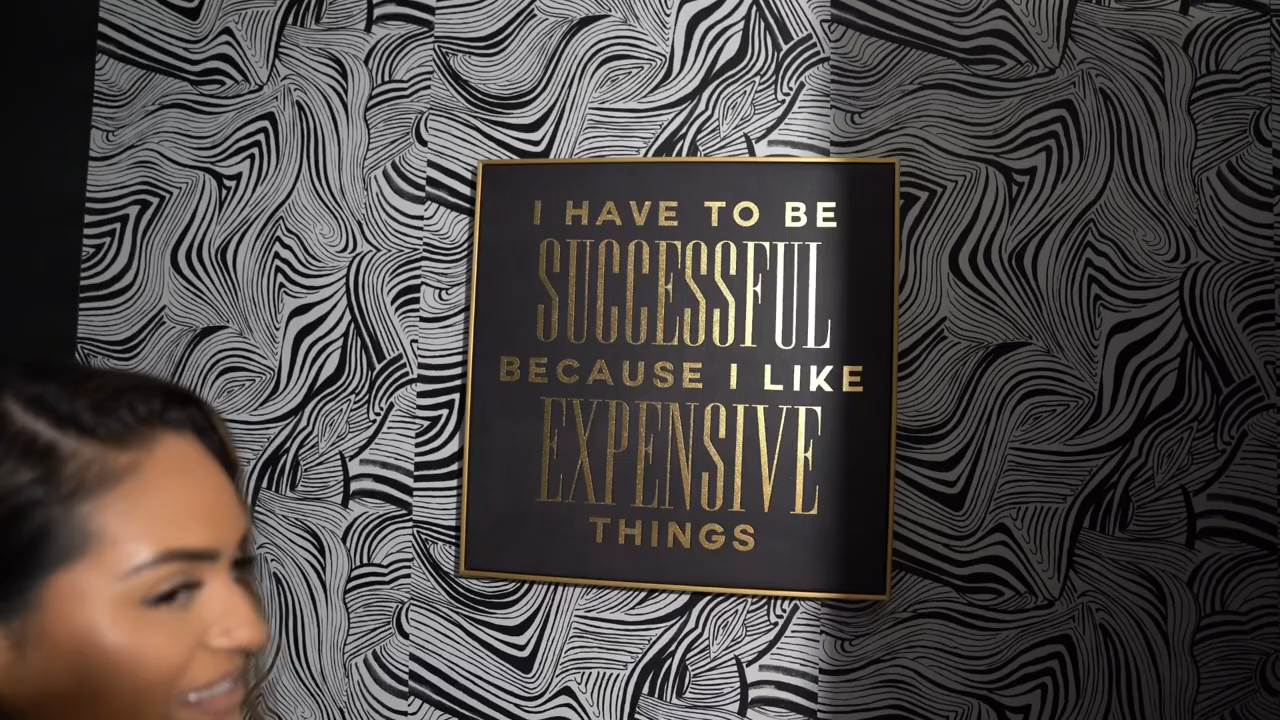 I HAVE TO BE
SUCCESSFUL
BECAUSE I LIKE
EXPENSIVE
THINGS